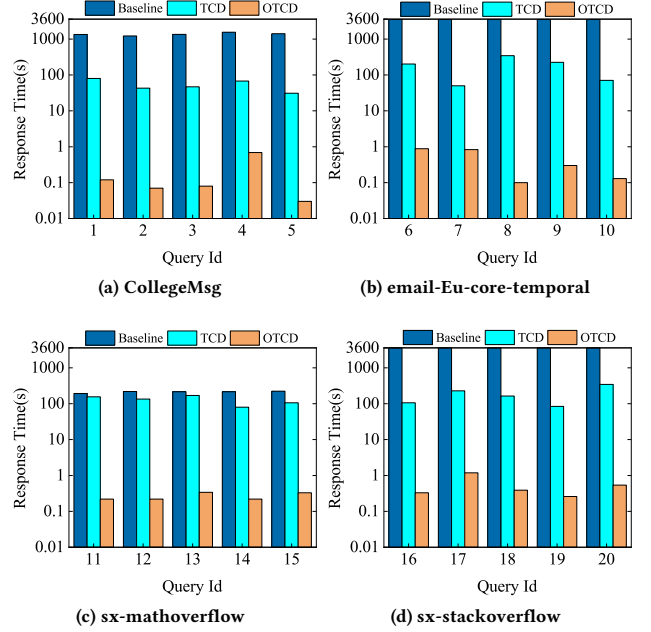 Baseline TCD OTCD
Baseline TCD OTCD
3600
1000
100
10
1
0.1
0.01
Response Time(s)
1 2 3 4 5
Query Id
(a) CollegeMsg
3600
1000
100
10
1
0.1
0.01
Response Time(s)
6 7 8 9 10
Query Id
(b) email-Eu-core-temporal
Baseline TCD OTCD
Baseline TCD OTCD
3600
1000
100
10
1
0.1
0.01
Response Time(s)
11 12 13 14 15
Query Id
(c) sx-mathoverflow
3600
1000
100
10
1
0.1
0.01
Response Time(s)
16 17 18 19 20
Query Id
(d) sx-stackoverflow